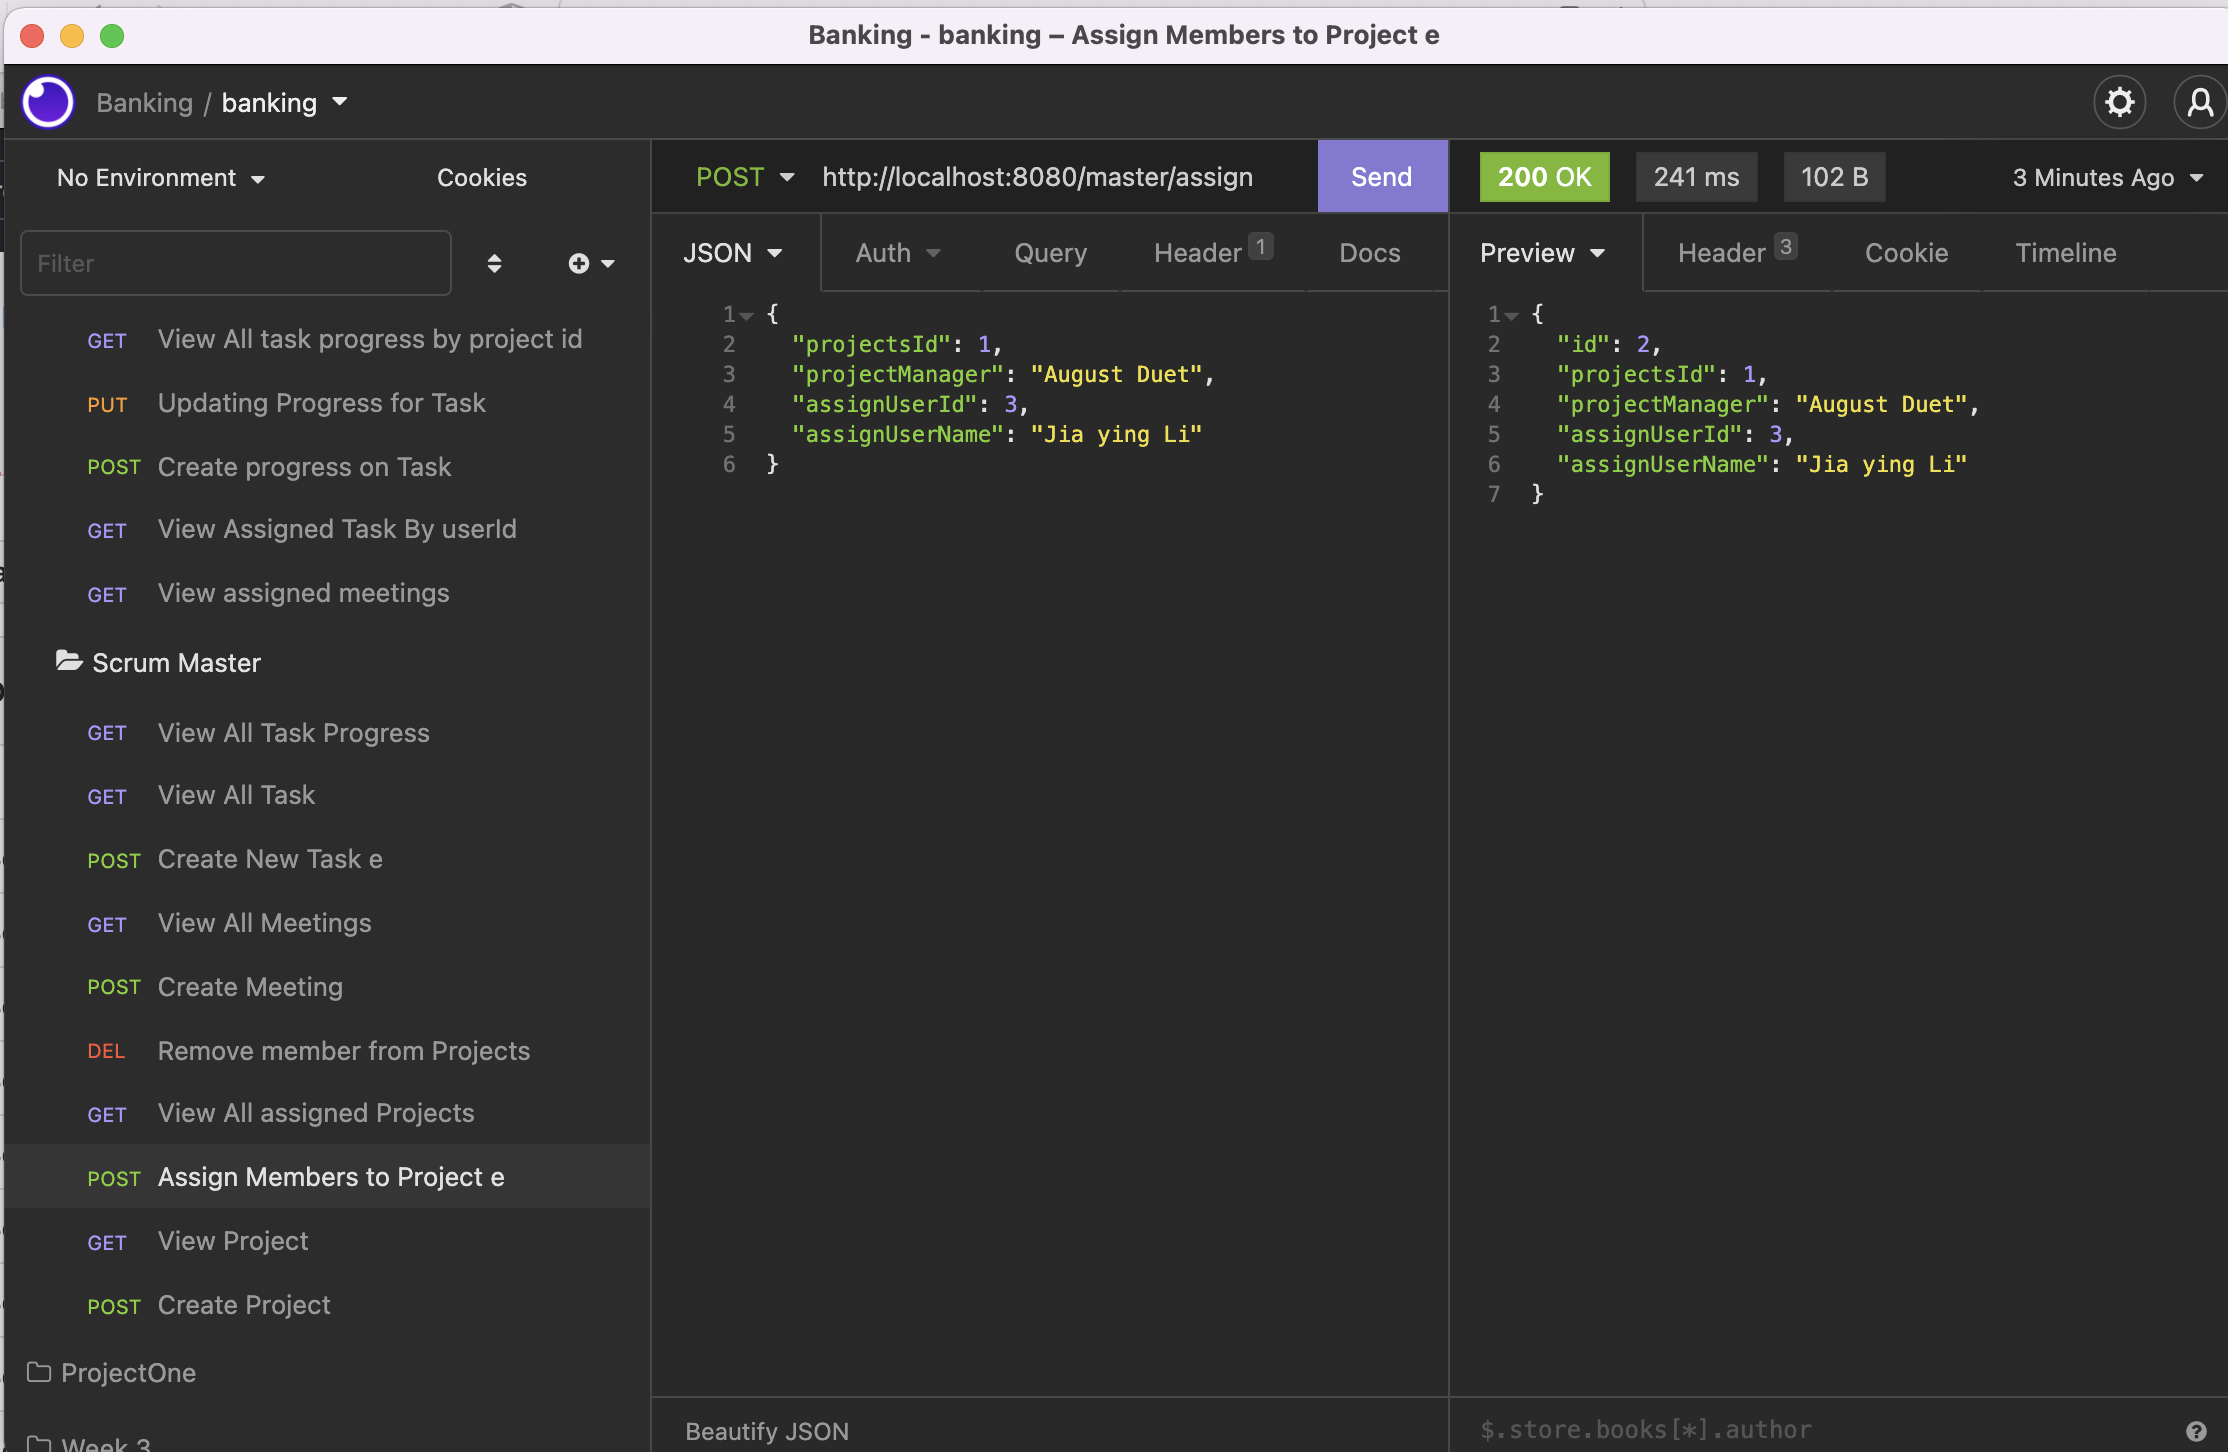 Banking - banking – Assign Members to Project e
Banking / banking
No Environment
Cookies
Filter
GET View All task progress by project id
PUT Updating Progress for Task
POST Create progress on Task
GET View Assigned Task By userId
GET View assigned meetings
Scrum Master
GET View All Task Progress
GET View All Task
POST Create New Task e
GET View All Meetings
POST Create Meeting
DEL Remove member from Projects
GET View All assigned Projects
POST Assign Members to Project e
GET View Project
POST Create Project
ProjectOne
Week 3
POST http://localhost:8080/master/assign Send
JSON Auth Query Header 1 Docs
1 {
2 "projectsId": 1,
3 "projectManager": "August Duet",
4 "assignUserId": 3,
5 "assignUserName": "Jia ying Li"
6 }
Beautify JSON
200 OK 241 ms 102 B 3 Minutes Ago
Preview Header 3 Cookie Timeline
1 {
2 "id": 2,
3 "projectsId": 1,
4 "projectManager": "August Duet",
5 "assignUserId": 3,
6 "assignUserName": "Jia ying Li"
7 }
$.store.books[*].author